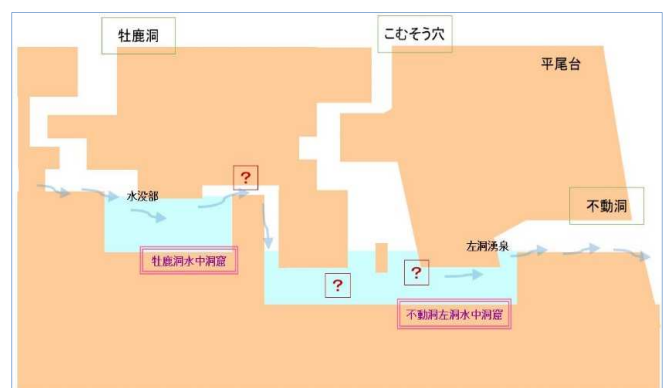 牡鹿洞
こむそう穴
平尾台
?
水没部
不動洞
左洞湧泉
牡鹿洞水中洞窟
?
?
不動洞左洞水中洞窟